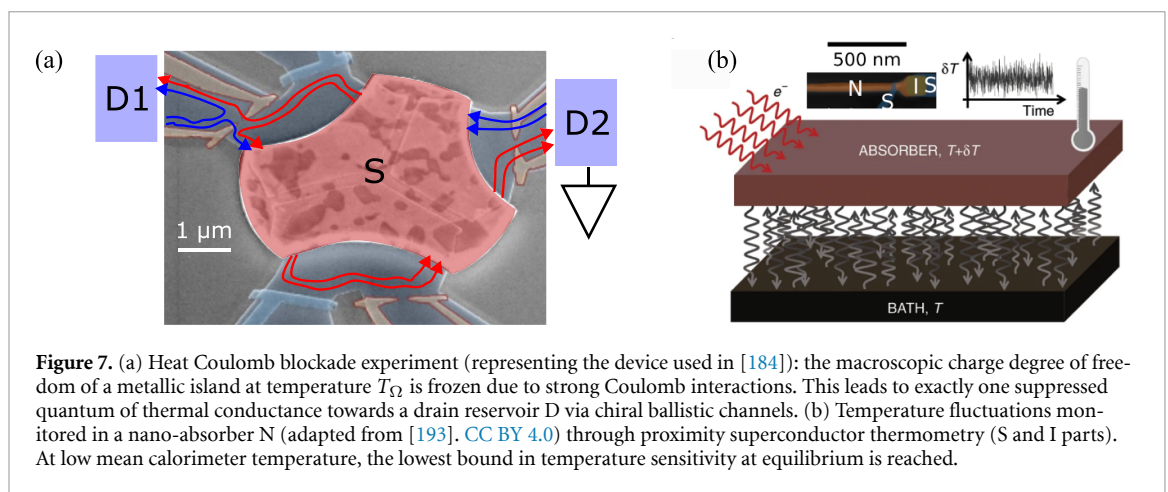 (a)
D1
S
D2
1 µm
(b)
500 nm
N
S
I
S
δT
Time
e⁻
ABSORBER, T+δT
BATH, T
Figure 7. (a) Heat Coulomb blockade experiment (representing the device used in [184]): the macroscopic charge degree of free-
dom of a metallic island at temperature TΩ is frozen due to strong Coulomb interactions. This leads to exactly one suppressed
quantum of thermal conductance towards a drain reservoir D via chiral ballistic channels. (b) Temperature fluctuations mon-
itored in a nano-absorber N (adapted from [193]. CC BY 4.0) through proximity superconductor thermometry (S and I parts).
At low mean calorimeter temperature, the lowest bound in temperature sensitivity at equilibrium is reached.